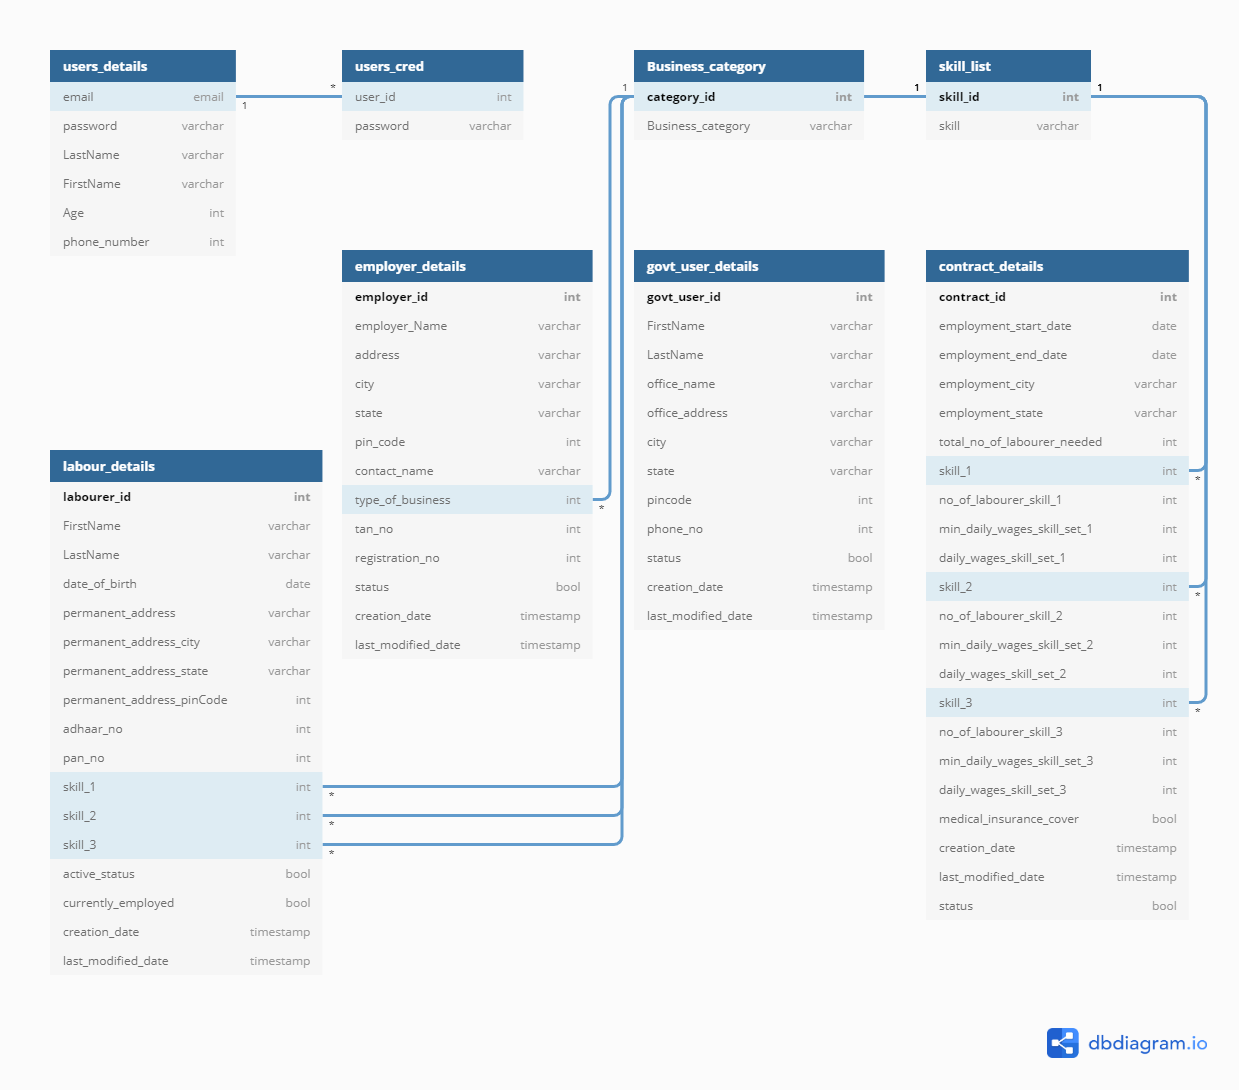 users_details
email email
password varchar
LastName varchar
FirstName varchar
Age int
phone_number int
1
*
users_cred
user_id int
password varchar
1
Business_category
category_id int
Business_category varchar
1
skill_list
skill_id int
skill varchar
1
employer_details
employer_id int
employer_Name varchar
address varchar
city varchar
state varchar
pin_code int
contact_name varchar
type_of_business int
*
tan_no int
registration_no int
status bool
creation_date timestamp
last_modified_date timestamp
govt_user_details
govt_user_id int
FirstName varchar
LastName varchar
office_name varchar
office_address varchar
city varchar
state varchar
pincode int
phone_no int
status bool
creation_date timestamp
last_modified_date timestamp
contract_details
contract_id int
employment_start_date date
employment_end_date date
employment_city varchar
employment_state varchar
total_no_of_labourer_needed int
skill_1 int
*
no_of_labourer_skill_1 int
min_daily_wages_skill_set_1 int
daily_wages_skill_set_1 int
skill_2 int
*
no_of_labourer_skill_2 int
min_daily_wages_skill_set_2 int
daily_wages_skill_set_2 int
skill_3 int
*
no_of_labourer_skill_3 int
min_daily_wages_skill_set_3 int
daily_wages_skill_set_3 int
medical_insurance_cover bool
creation_date timestamp
last_modified_date timestamp
status bool
labour_details
labourer_id int
FirstName varchar
LastName varchar
date_of_birth date
permanent_address varchar
permanent_address_city varchar
permanent_address_state varchar
permanent_address_pinCode int
adhaar_no int
pan_no int
skill_1 int
*
skill_2 int
*
skill_3 int
*
active_status bool
currently_employed bool
creation_date timestamp
last_modified_date timestamp
dbdiagram.io